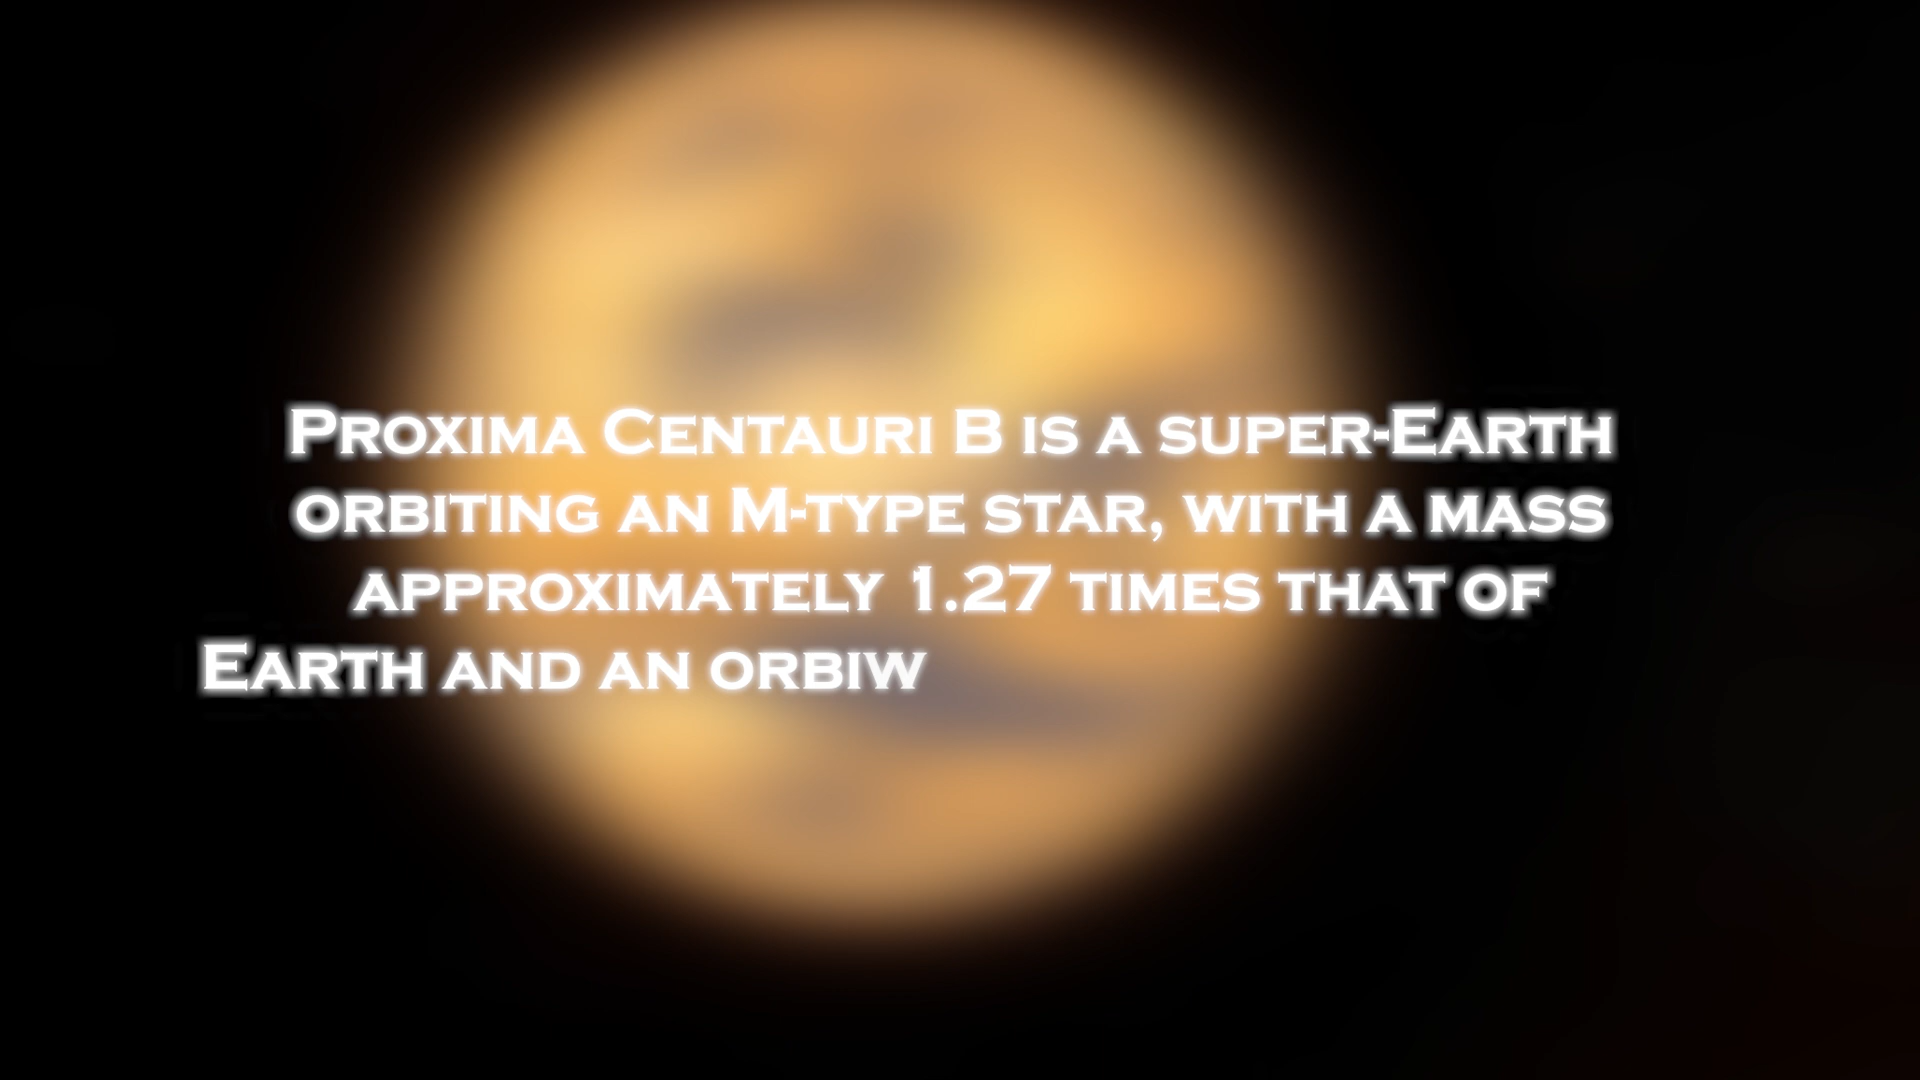 Proxima Centauri B is a super-Earth
orbiting an M-type star, with a mass
approximately 1.27 times that of
Earth and an orbiw